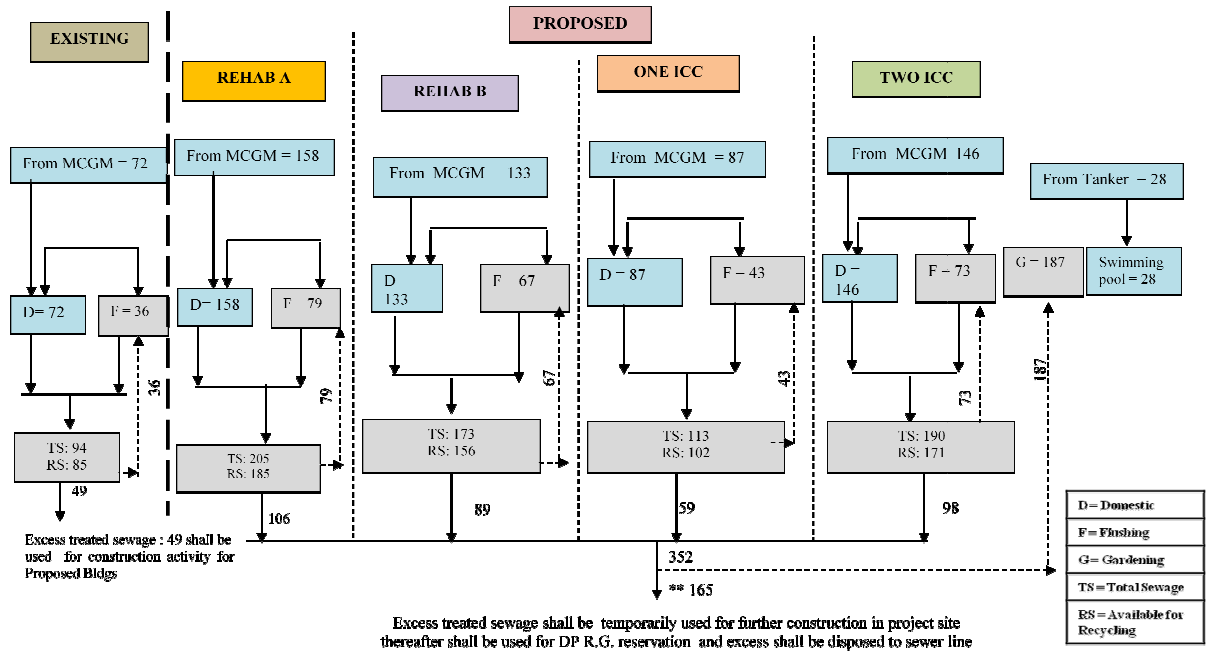 PROPOSED
EXISTING
REHAB A
REHAB B
ONE ICC
TWO ICC
From MCGM = 72
From MCGM = 158
From MCGM 133
From MCGM = 87
From MCGM 146
From Tanker – 28
D= 72
F = 36
D= 158
F 79
D
133
F 67
D = 87
F – 43
D =
146
F – 73
G = 187
Swimming
pool = 28
36
79
67
43
73
187
TS: 94
RS: 85
TS: 205
RS: 185
TS: 173
RS: 156
TS: 113
RS: 102
TS: 190
RS: 171
49
106
89
59
98
Excess treated sewage : 49 shall be
used for construction activity for
Proposed Bldgs
352
** 165
Excess treated sewage shall be temporarily used for further construction in project site
thereafter shall be used for DP R.G. reservation and excess shall be disposed to sewer line
D= Domestic
F = Flushing
G= Gardening
TS = Total Sewage
RS = Available for
Recycling